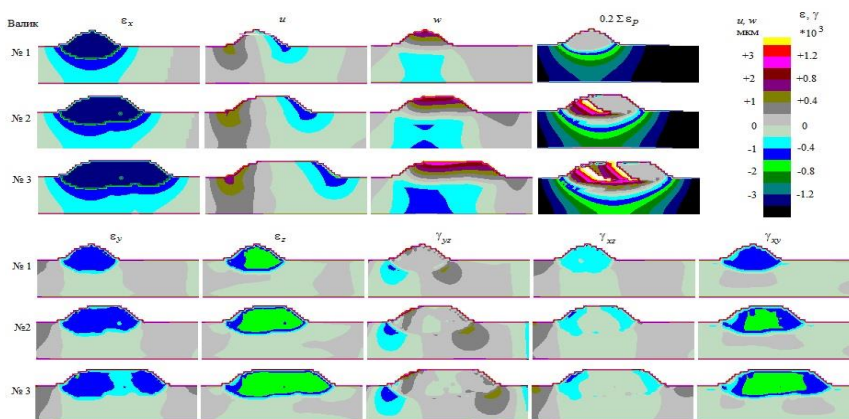 Валик
εx u w 0.2 Σ εp
u, w
мкм
ε, γ
*10³
№ 1
№ 2
№ 3
+3 +1.2
+2 +0.8
+1 +0.4
0 0
-1 -0.4
-2 -0.8
-3 -1.2
εy εz γyz γxz γxy
№ 1
№2
№ 3